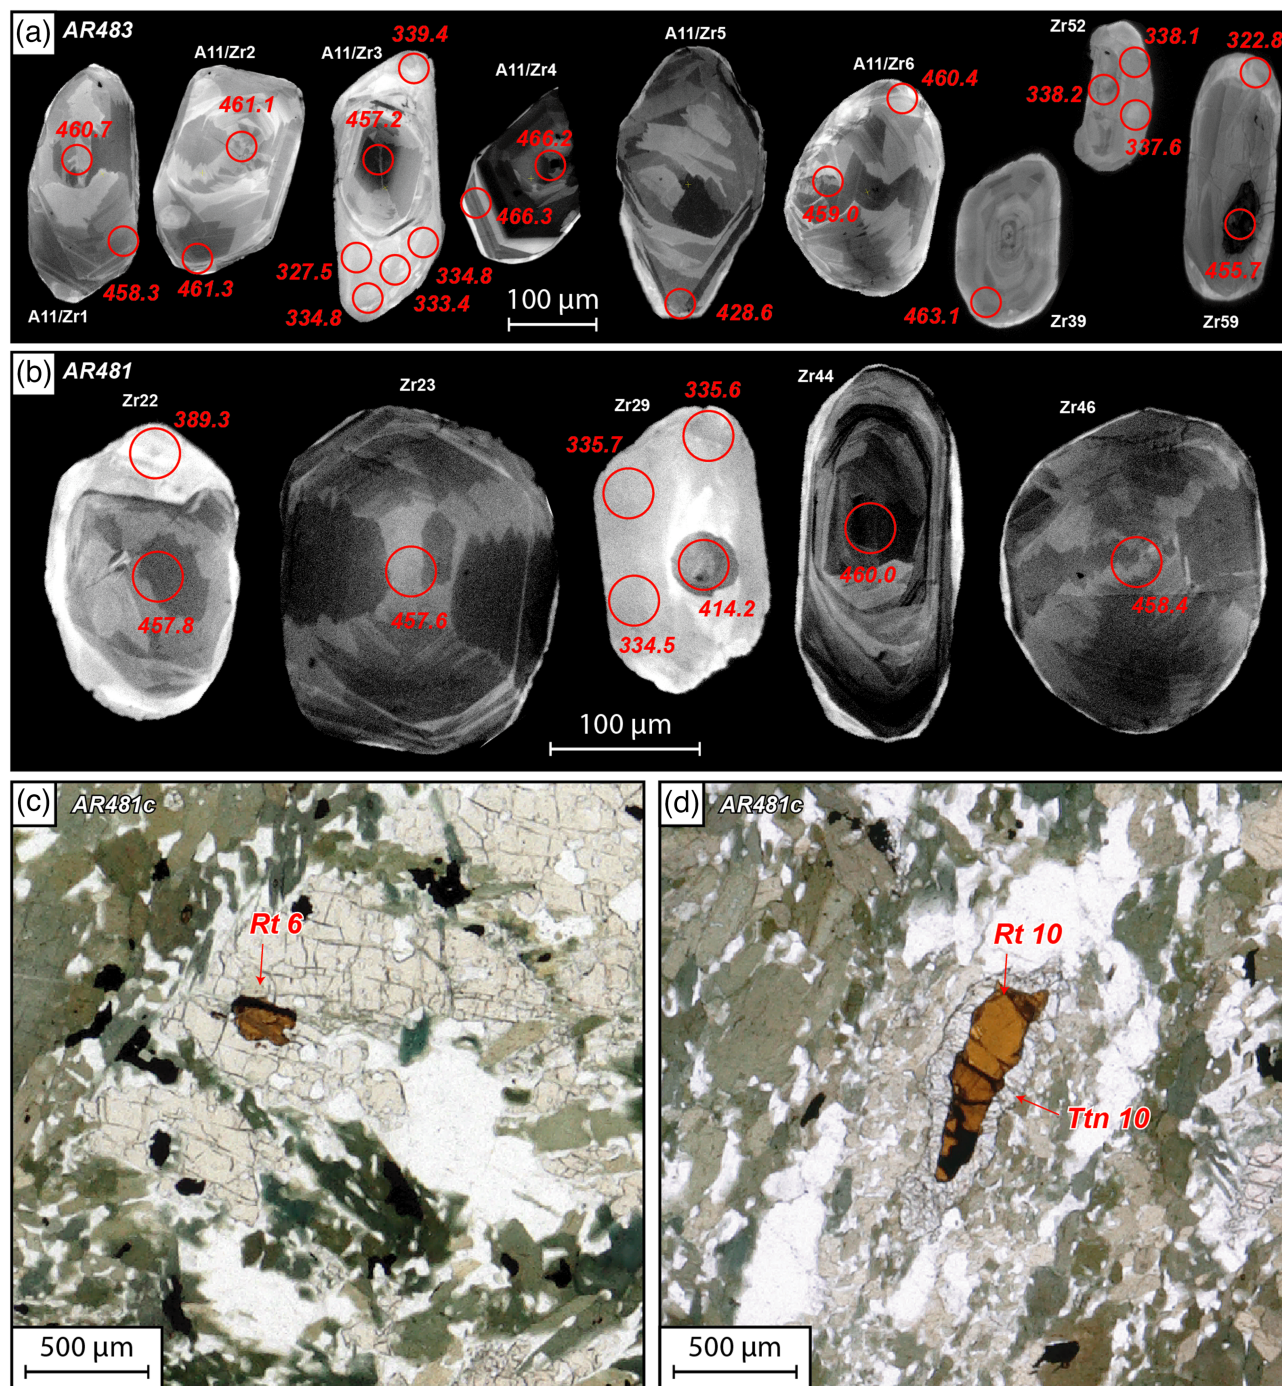 (a) AR483
A11/Zr1
460.7
458.3
A11/Zr2
461.1
461.3
A11/Zr3
339.4
457.2
327.5
334.8
333.4
334.8
A11/Zr4
466.2
466.3
100 µm
A11/Zr5
428.6
A11/Zr6
460.4
459.0
Zr39
463.1
Zr52
338.1
338.2
337.6
Zr59
322.8
455.7
(b) AR481
Zr22
389.3
457.8
Zr23
457.6
Zr29
335.6
335.7
414.2
334.5
100 µm
Zr44
460.0
Zr46
458.4
(c) AR481c
Rt 6
500 µm
(d) AR481c
Rt 10
Ttn 10
500 µm